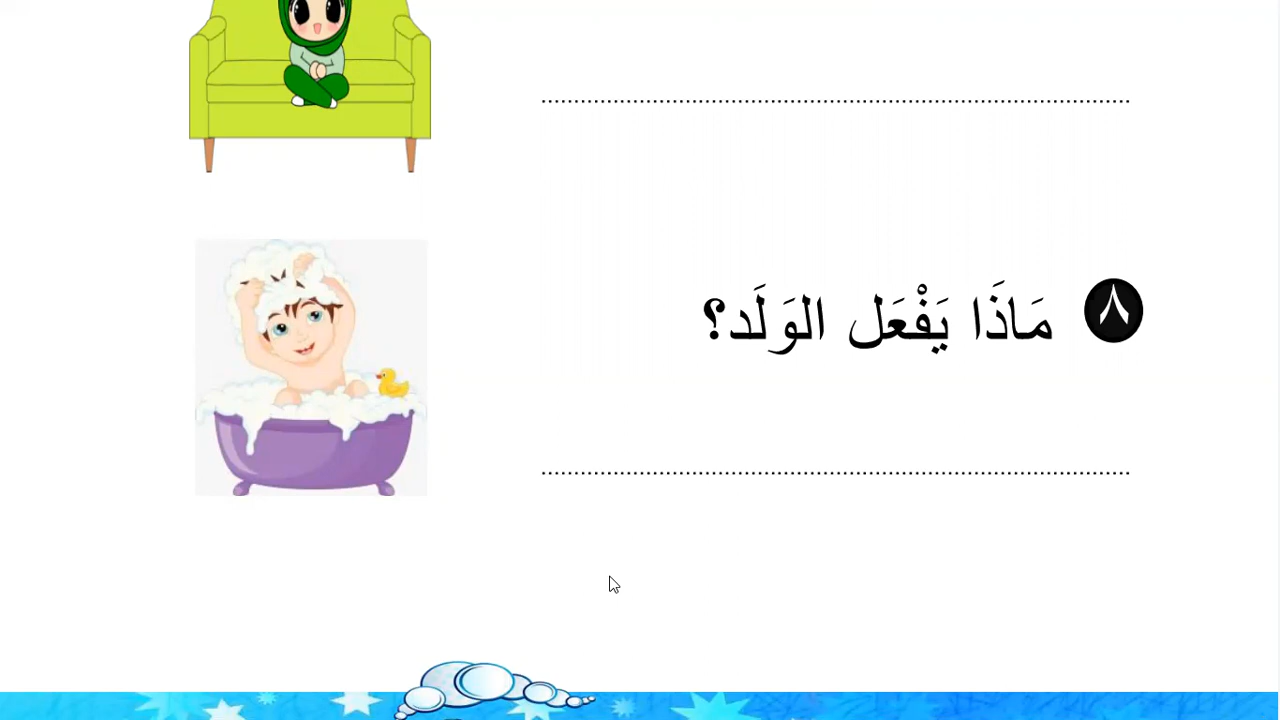 ٨ مَاذَا يَفْعَل الوَلَد؟